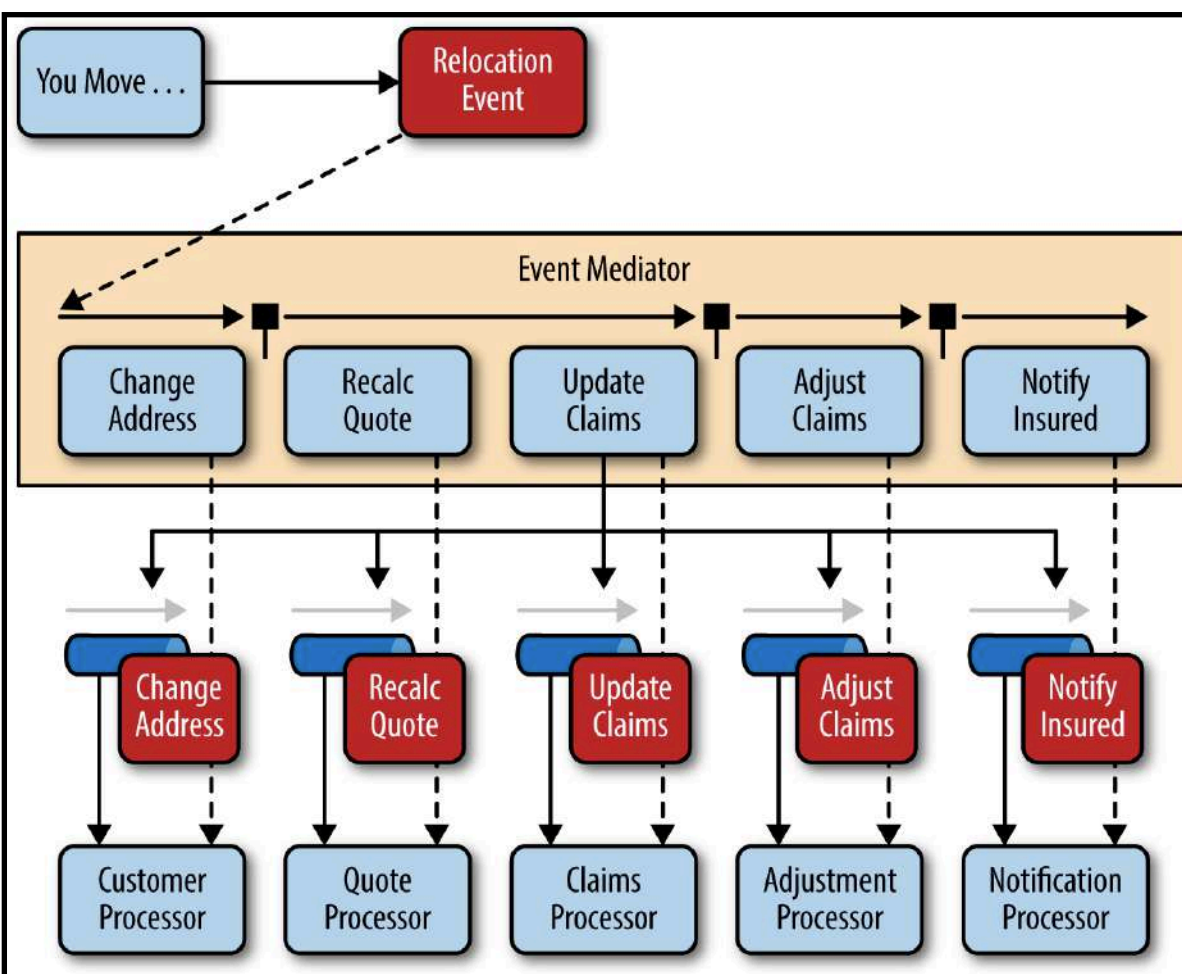 You Move . . .
Relocation
Event
Event Mediator
Change
Address
Recalc
Quote
Update
Claims
Adjust
Claims
Notify
Insured
Change
Address
Recalc
Quote
Update
Claims
Adjust
Claims
Notify
Insured
Customer
Processor
Quote
Processor
Claims
Processor
Adjustment
Processor
Notification
Processor